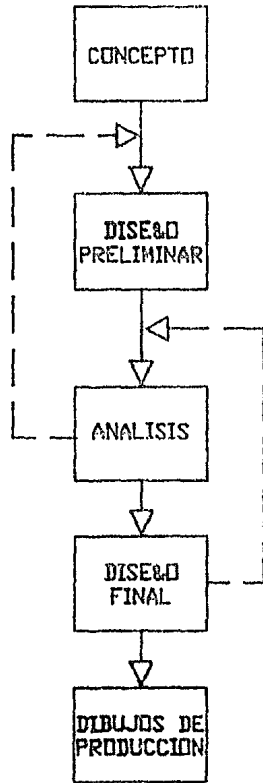 CONCEPTO
DISE&O
PRELIMINAR
ANALISIS
DISE&O
FINAL
DIBUJOS DE
PRODUCCION